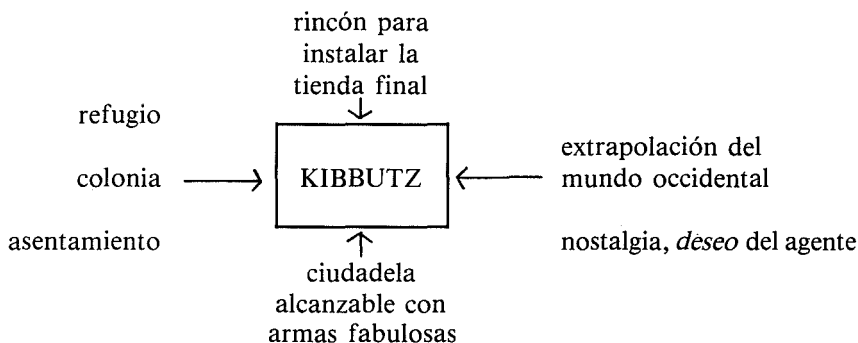 rincón para
instalar la
tienda final
refugio
colonia
asentamiento
KIBBUTZ
extrapolación del
mundo occidental
nostalgia, deseo del agente
ciudadela
alcanzable con
armas fabulosas